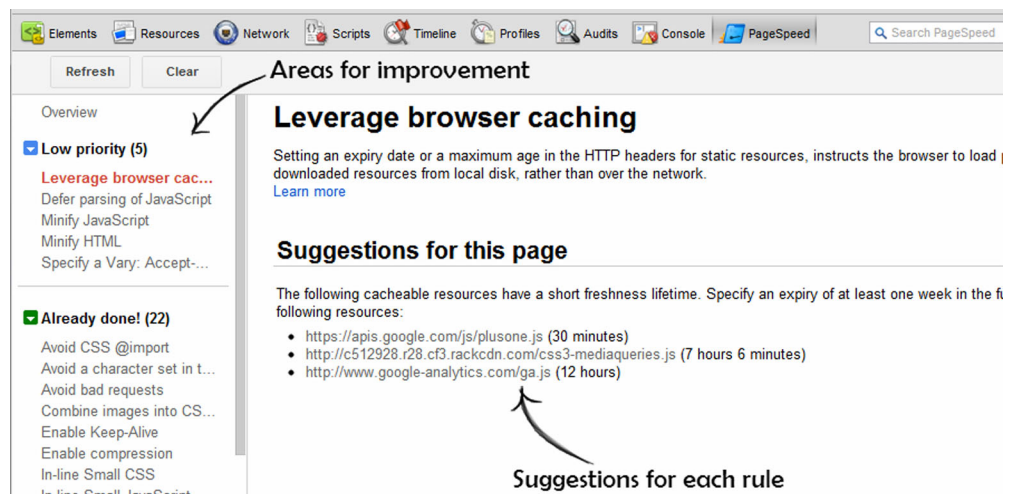 Elements Resources Network Scripts Timeline Profiles Audits Console PageSpeed Search PageSpeed
Refresh Clear
Areas for improvement
Overview
Low priority (5)
Leverage browser cac...
Defer parsing of JavaScript
Minify JavaScript
Minify HTML
Specify a Vary: Accept-...
Already done! (22)
Avoid CSS @import
Avoid a character set in t...
Avoid bad requests
Combine images into CS...
Enable Keep-Alive
Enable compression
In-line Small CSS
In-line Small JavaScript
Leverage browser caching
Setting an expiry date or a maximum age in the HTTP headers for static resources, instructs the browser to load
downloaded resources from local disk, rather than over the network.
Learn more
Suggestions for this page
The following cacheable resources have a short freshness lifetime. Specify an expiry of at least one week in the
following resources:
• https://apis.google.com/js/plusone.js (30 minutes)
• http://c512928.r28.cf3.rackcdn.com/css3-mediaqueries.js (7 hours 6 minutes)
• http://www.google-analytics.com/ga.js (12 hours)
Suggestions for each rule